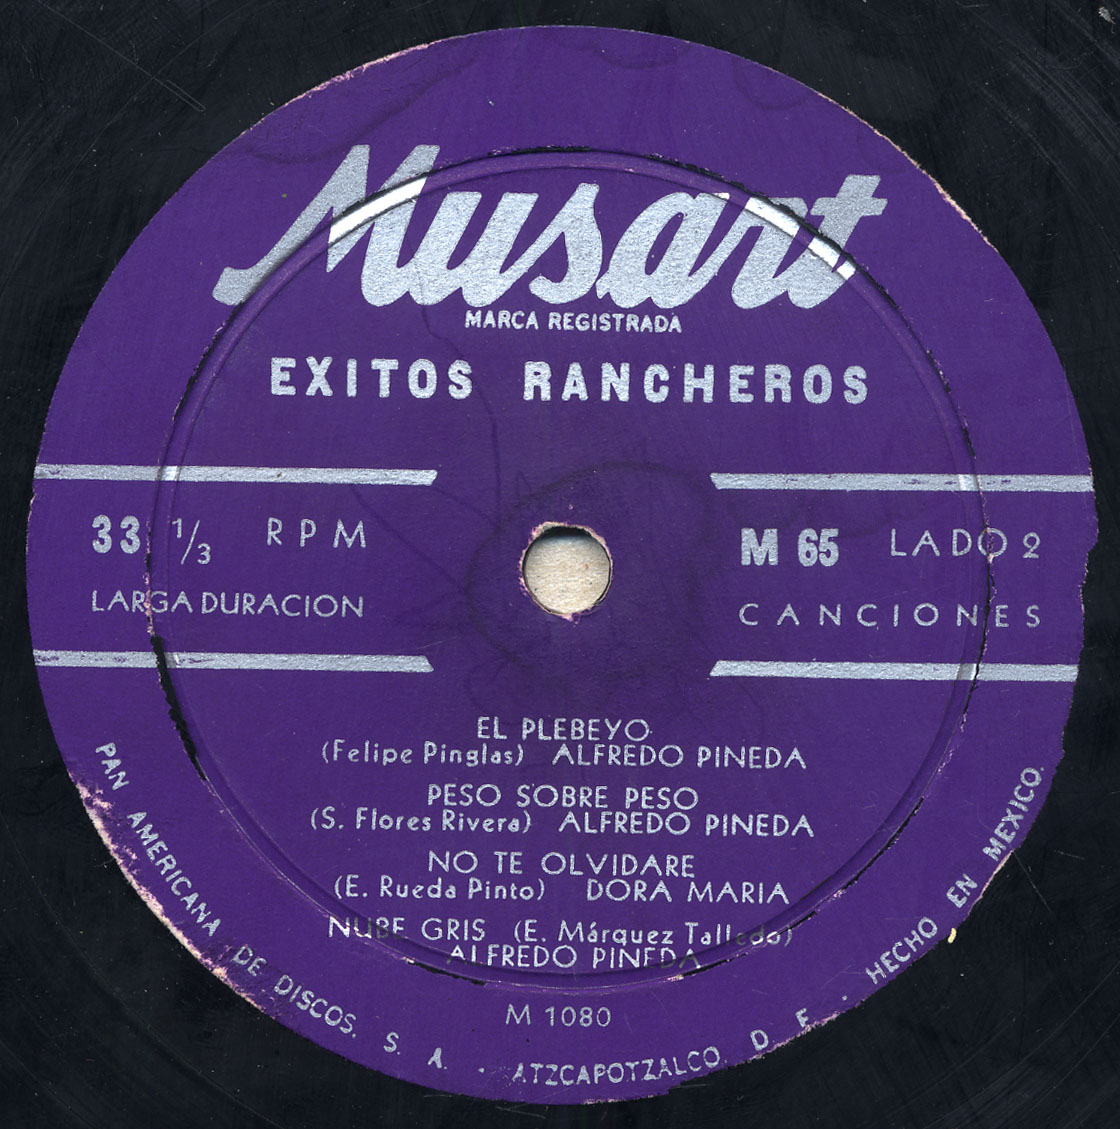 Musart
MARCA REGISTRADA
EXITOS RANCHEROS
33 1/3 RPM
LARGA DURACION
M 65 LADO 2
CANCIONES
EL PLEBEYO
(Felipe Pinglas) ALFREDO PINEDA
PESO SOBRE PESO
(S. Flores Rivera) ALFREDO PINEDA
NO TE OLVIDARE
(E. Rueda Pinto) DORA MARIA
NUBE GRIS (E. Márquez Talledo)
ALFREDO PINEDA
M 1080
PAN AMERICANA DE DISCOS, S. A. - ATZCAPOTZALCO, D. F. - HECHO EN MEXICO.